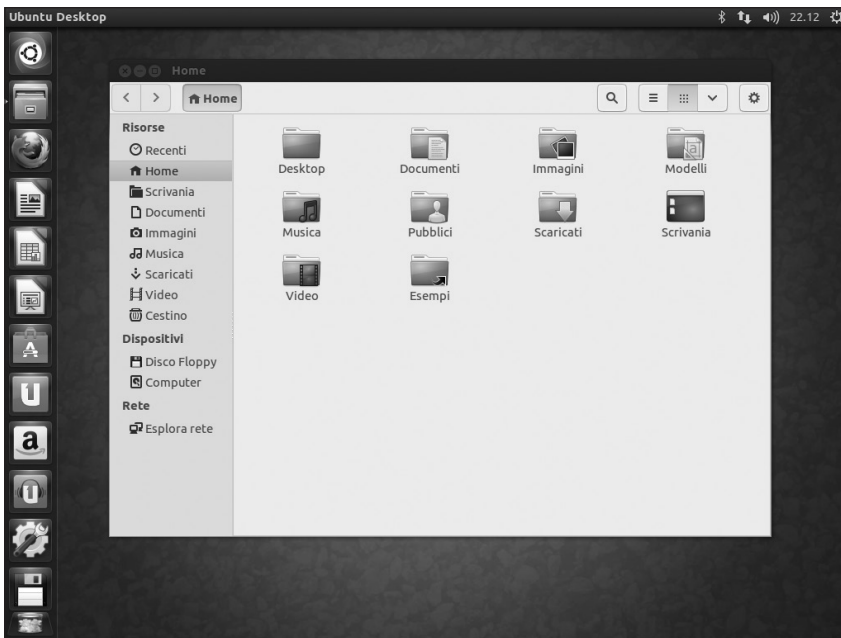 Ubuntu Desktop
22.12
Home
Home
Risorse
Recenti
Home
Scrivania
Documenti
Immagini
Musica
Scaricati
Video
Cestino
Dispositivi
Disco Floppy
Computer
Rete
Esplora rete
Desktop
Documenti
Immagini
Modelli
Musica
Pubblici
Scaricati
Scrivania
Video
Esempi